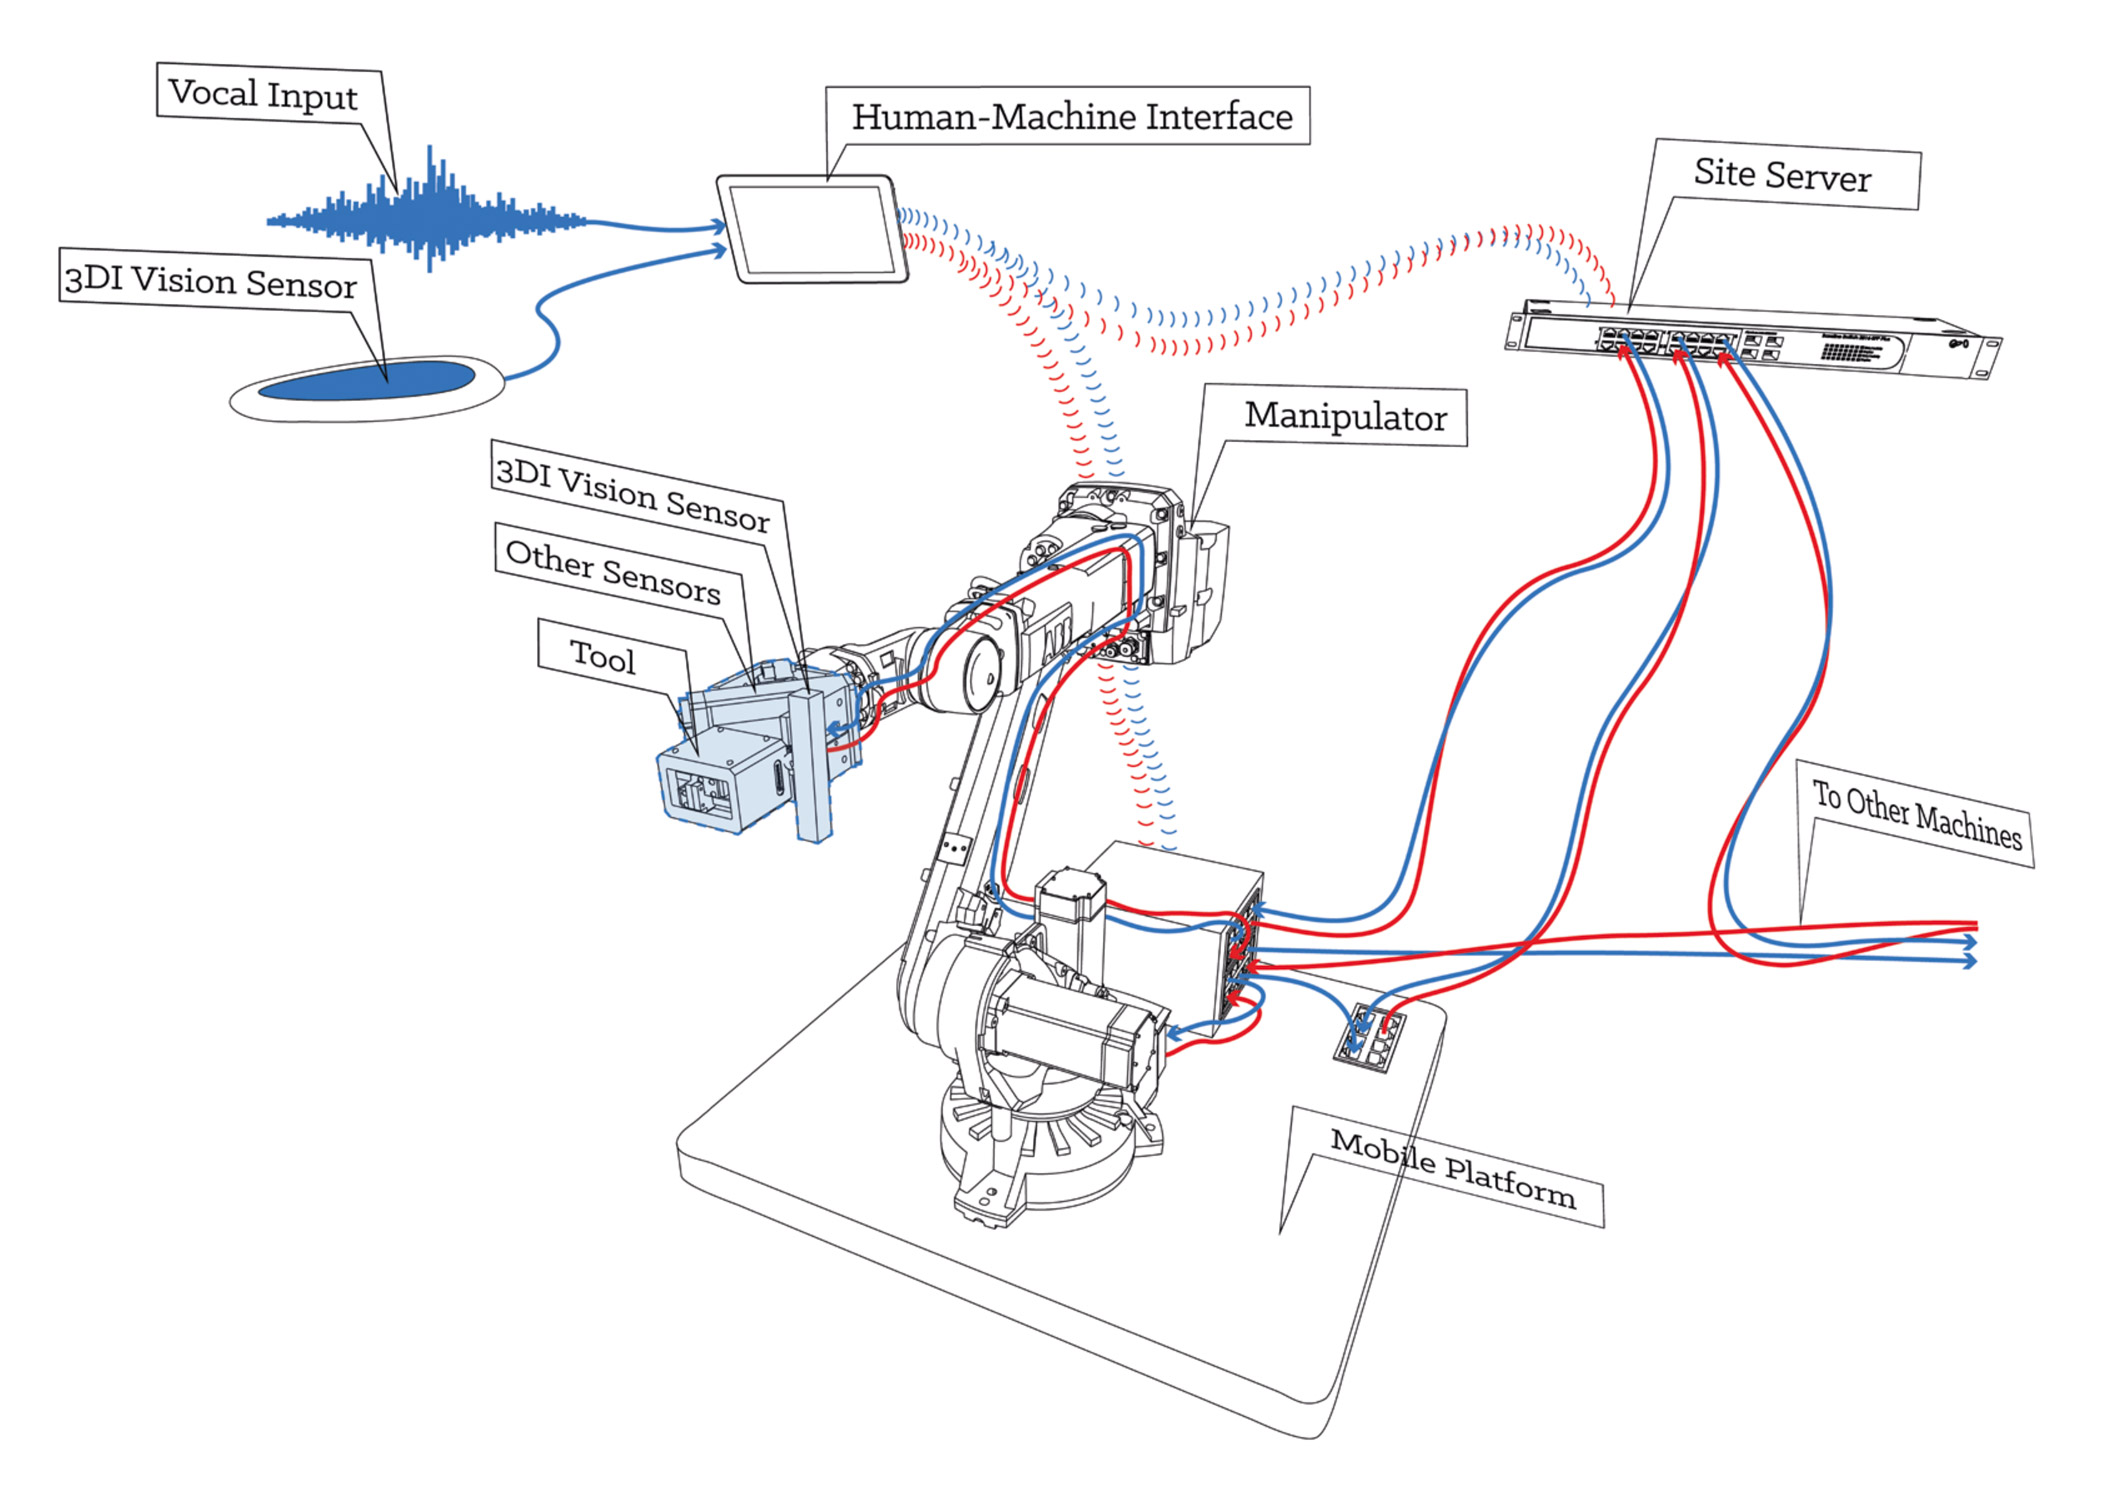 Vocal Input
Human-Machine Interface
Site Server
3DI Vision Sensor
Manipulator
3DI Vision Sensor
Other Sensors
Tool
ABB
To Other Machines
Mobile Platform